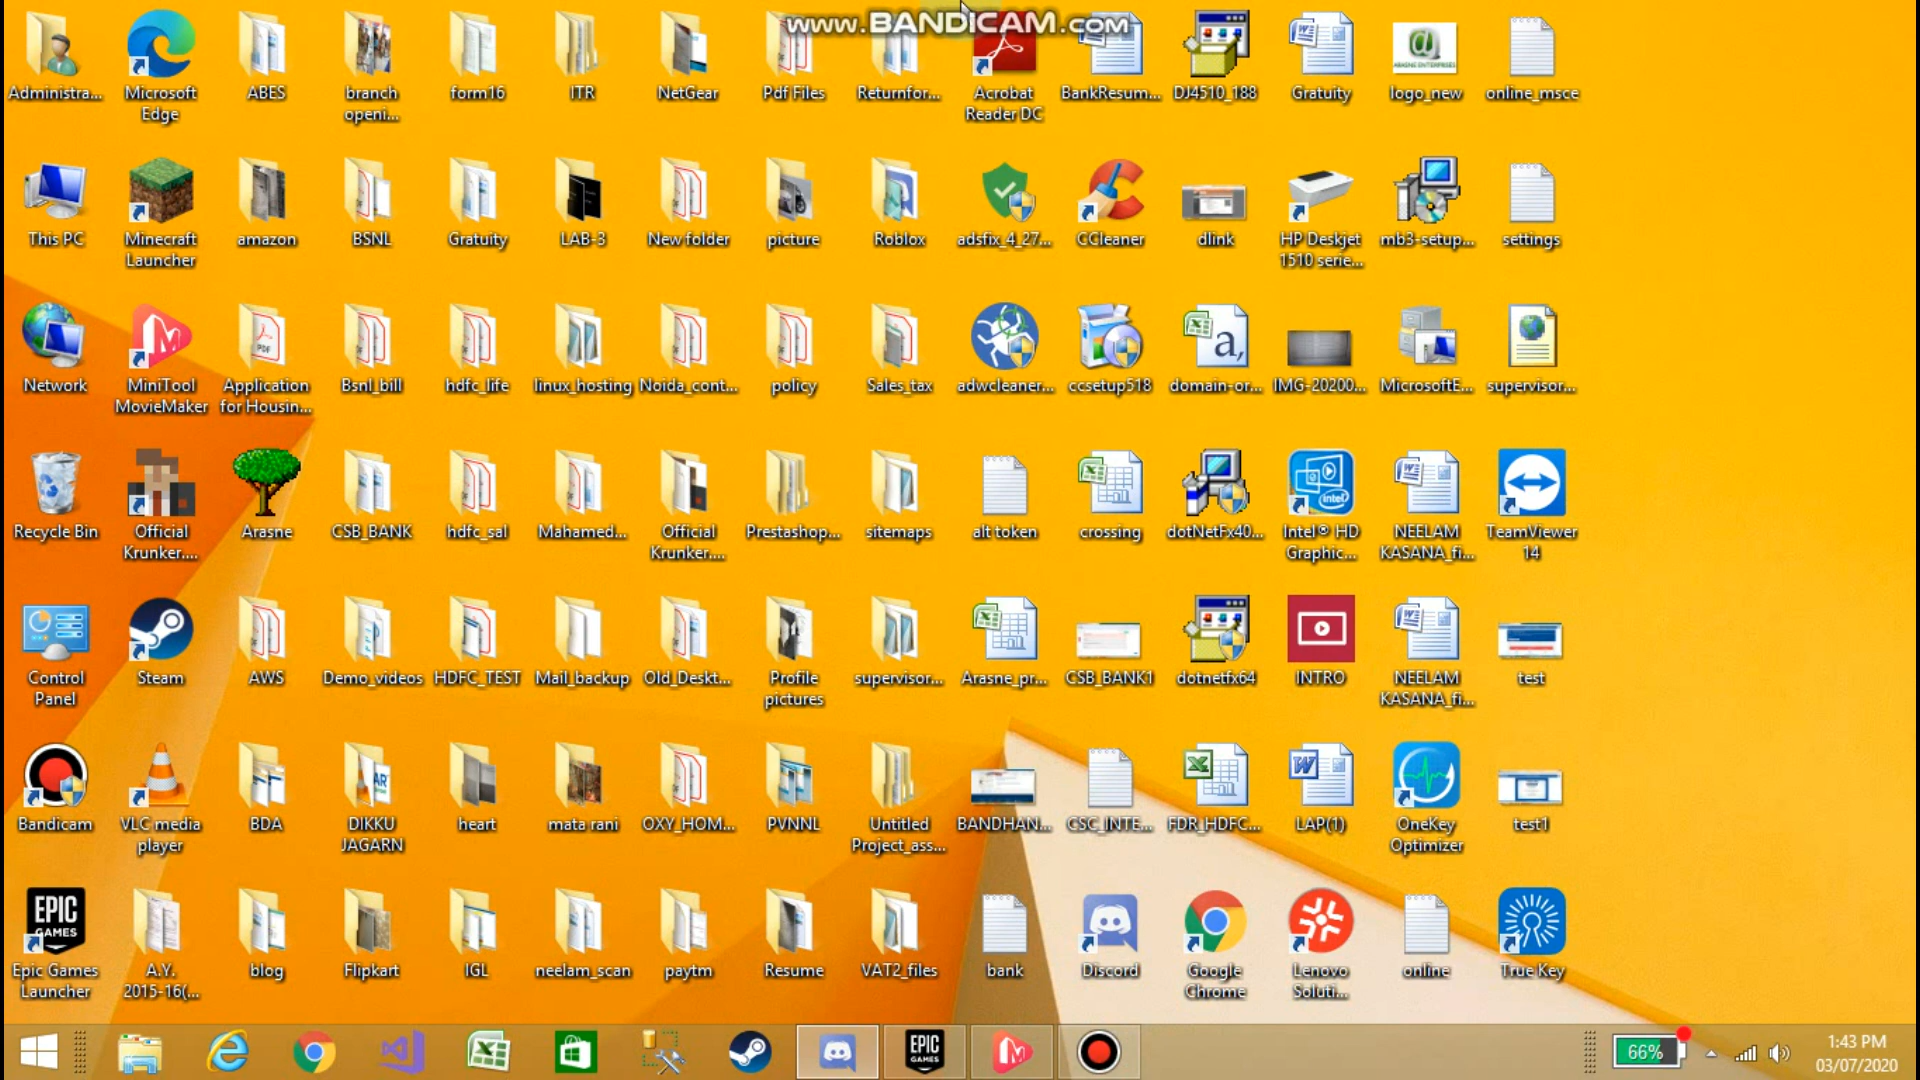 www.BANDICAM.com
Administra... Microsoft Edge ABES branch openi... form16 ITR NetGear Pdf Files Returnfor... Acrobat Reader DC BankResum... DJ4510_188 Gratuity logo_new online_msce
This PC Minecraft Launcher amazon BSNL Gratuity LAB-3 New folder picture Roblox adsfix_4_27... CCleaner dlink HP Deskjet 1510 serie... mb3-setup... settings
Network MiniTool MovieMaker Application for Housin... Bsnl_bill hdfc_life linux_hosting Noida_cont... policy Sales_tax adwcleaner... ccsetup518 domain-or... IMG-20200... MicrosoftE... supervisor...
Recycle Bin Official Krunker.... Arasne CSB_BANK hdfc_sal Mahamed... Official Krunker.... Prestashop... sitemaps alt token crossing dotNetFx40... Intel® HD Graphic... NEELAM KASANA_fi... TeamViewer 14
Control Panel Steam AWS Demo_videos HDFC_TEST Mail_backup Old_Deskt... Profile pictures supervisor... Arasne_pr... CSB_BANK1 dotnetfx64 INTRO NEELAM KASANA_fi... test
Bandicam VLC media player BDA DIKKU JAGARN heart mata rani OXY_HOM... PVNNL Untitled Project_ass... BANDHAN... CSC_INTE... FDR_HDFC... LAP(1) OneKey Optimizer test1
EPIC GAMES
Epic Games Launcher A.Y. 2015-16(... blog Flipkart IGL neelam_scan paytm Resume VAT2_files bank Discord Google Chrome Lenovo Soluti... online True Key
EPIC GAMES
66%
1:43 PM
03/07/2020